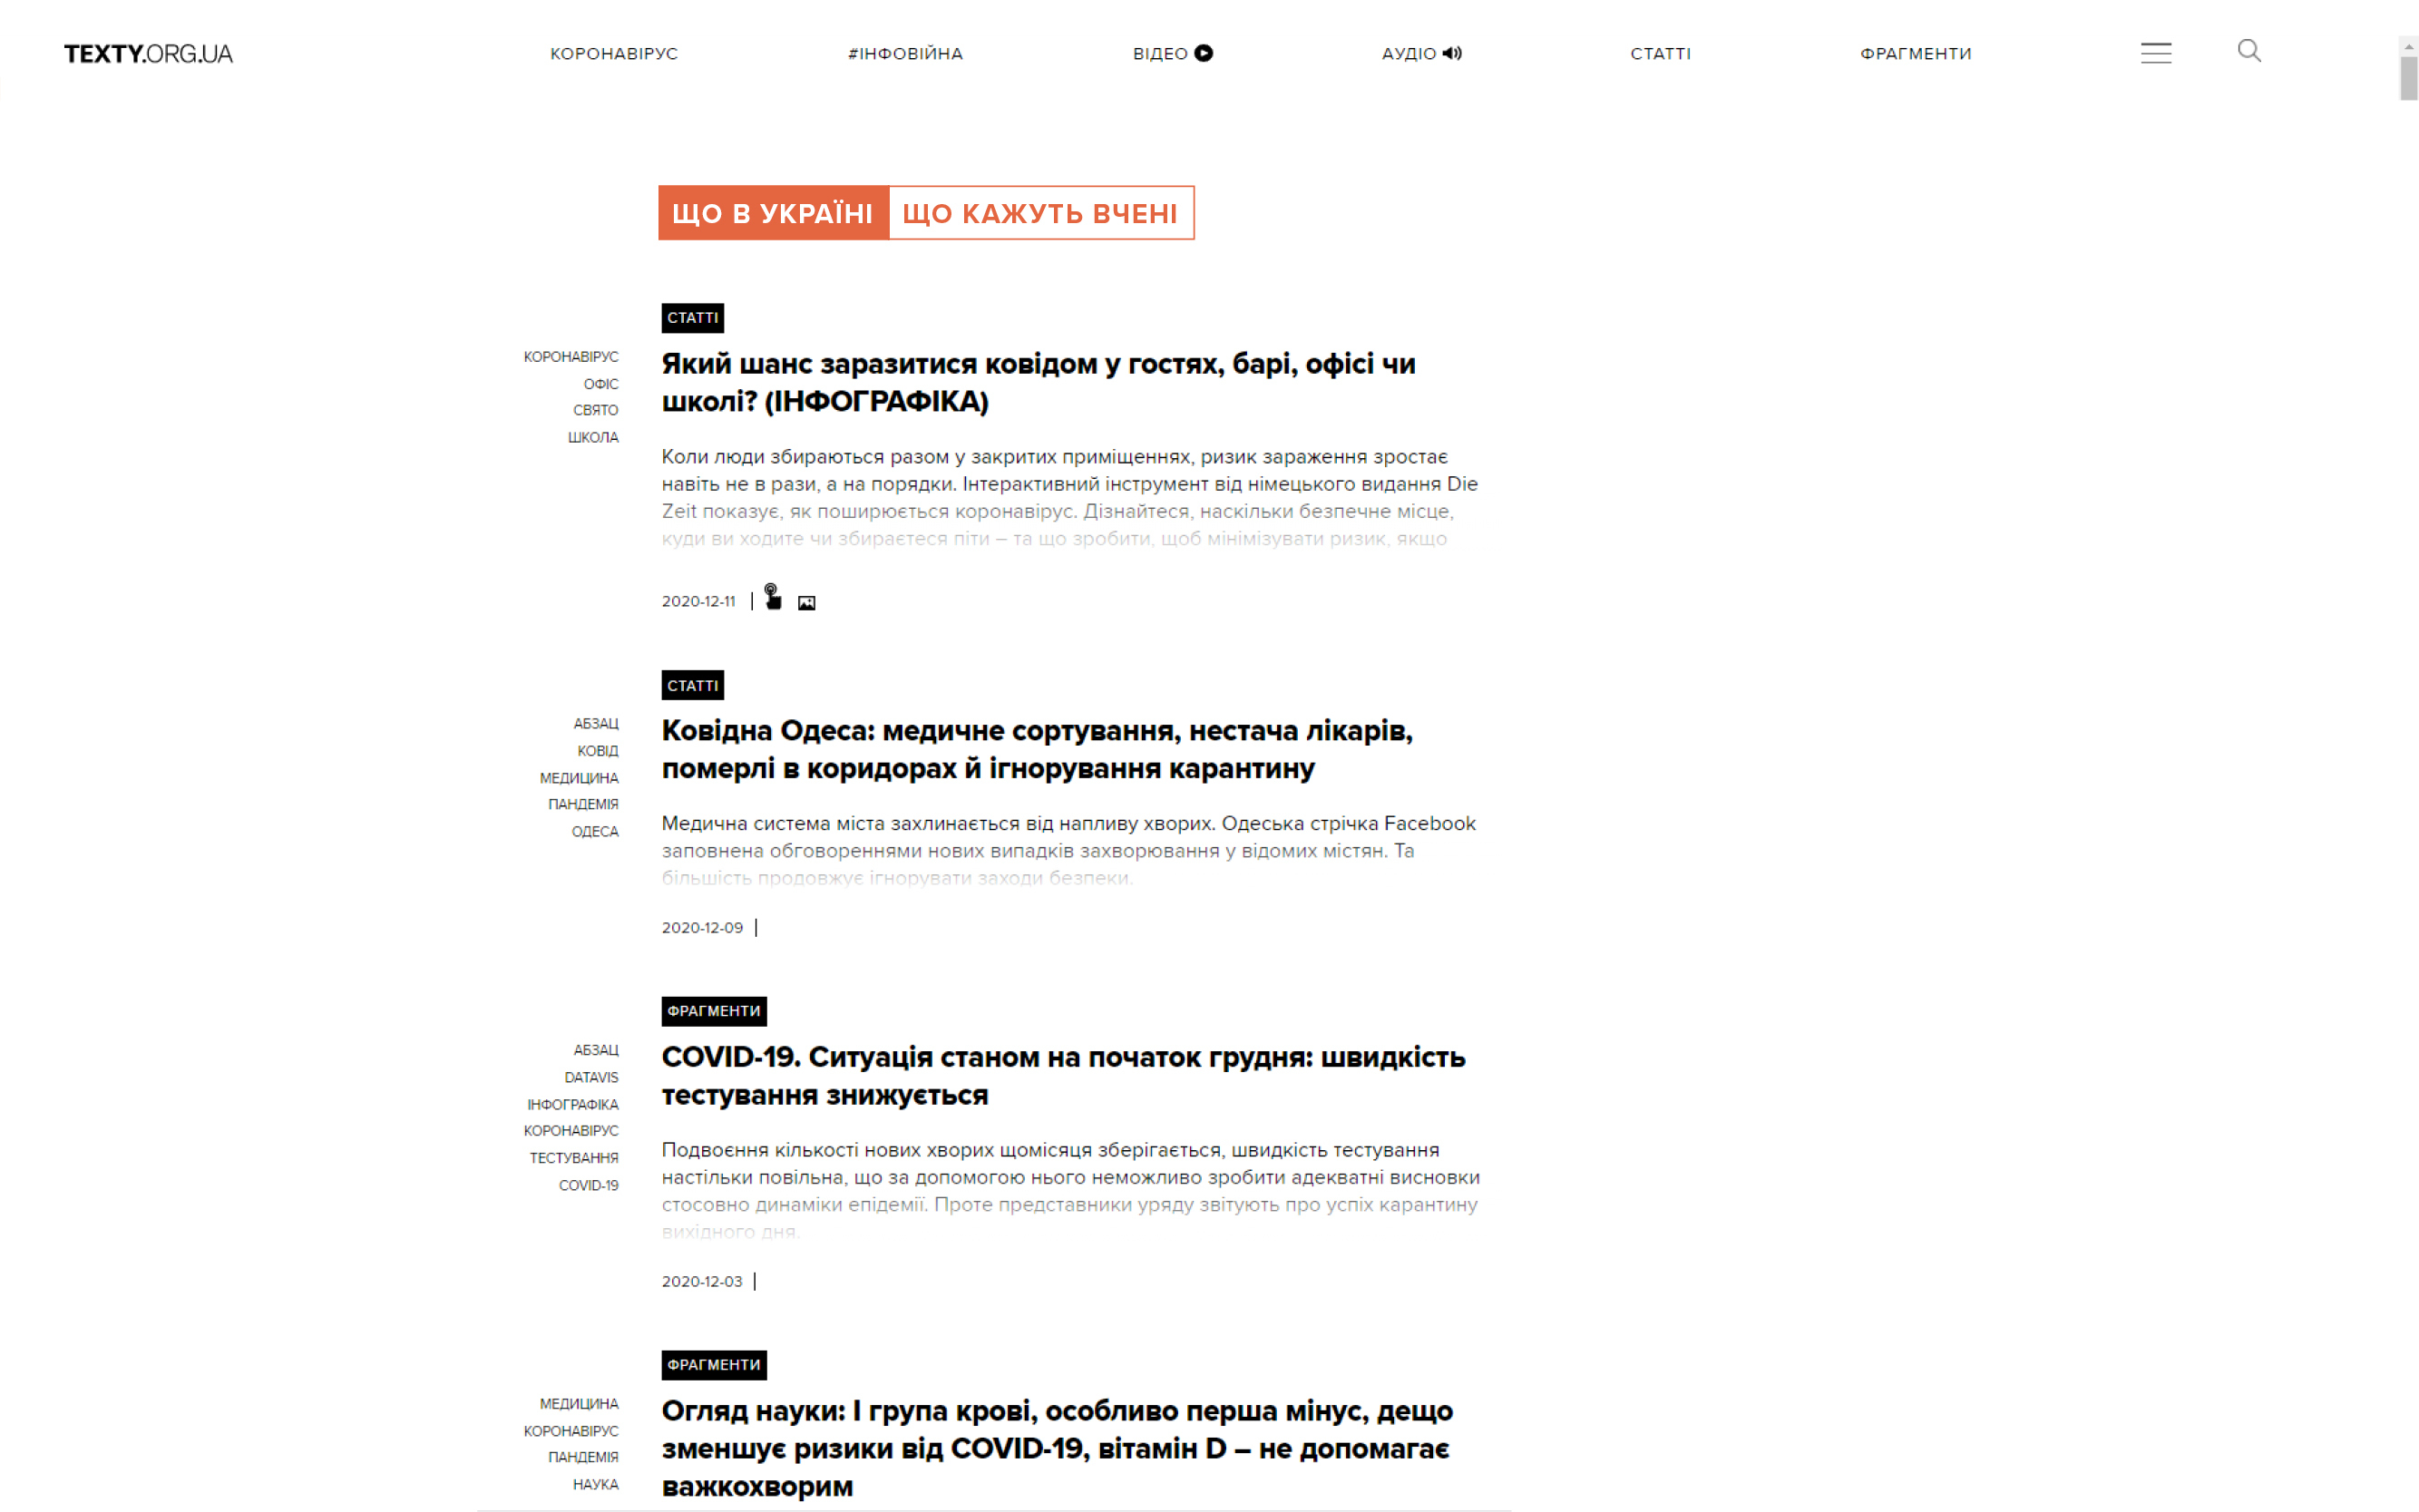 TEXTY.ORG.UA
КОРОНАВІРУС
#ІНФОВІЙНА
ВІДЕО
АУДІО
СТАТТІ
ФРАГМЕНТИ
ЩО В УКРАЇНІ
ЩО КАЖУТЬ ВЧЕНІ
СТАТТІ
КОРОНАВІРУС
ОФІС
СВЯТО
ШКОЛА
Який шанс заразитися ковідом у гостях, барі, офісі чи
школі? (ІНФОГРАФІКА)
Коли люди збираються разом у закритих приміщеннях, ризик зараження зростає
навіть не в рази, а на порядки. Інтерактивний інструмент від німецького видання Die
Zeit показує, як поширюється коронавірус. Дізнайтеся, наскільки безпечне місце,
куди ви ходите чи збираєтеся піти – та що зробити, щоб мінімізувати ризик, якщо
2020-12-11
СТАТТІ
АБЗАЦ
КОВІД
МЕДИЦИНА
ПАНДЕМІЯ
ОДЕСА
Ковідна Одеса: медичне сортування, нестача лікарів,
померлі в коридорах й ігнорування карантину
Медична система міста захлинається від напливу хворих. Одеська стрічка Facebook
заповнена обговореннями нових випадків захворювання у відомих містян. Та
більшість продовжує ігнорувати заходи безпеки.
2020-12-09
ФРАГМЕНТИ
АБЗАЦ
DATAVIS
ІНФОГРАФІКА
КОРОНАВІРУС
ТЕСТУВАННЯ
COVID-19
COVID-19. Ситуація станом на початок грудня: швидкість
тестування знижується
Подвоєння кількості нових хворих щомісяця зберігається, швидкість тестування
настільки повільна, що за допомогою нього неможливо зробити адекватні висновки
стосовно динаміки епідемії. Проте представники уряду звітують про успіх карантину
вихідного дня.
2020-12-03
ФРАГМЕНТИ
МЕДИЦИНА
КОРОНАВІРУС
ПАНДЕМІЯ
НАУКА
Огляд науки: І група крові, особливо перша мінус, дещо
зменшує ризики від COVID-19, вітамін D – не допомагає
важкохворим